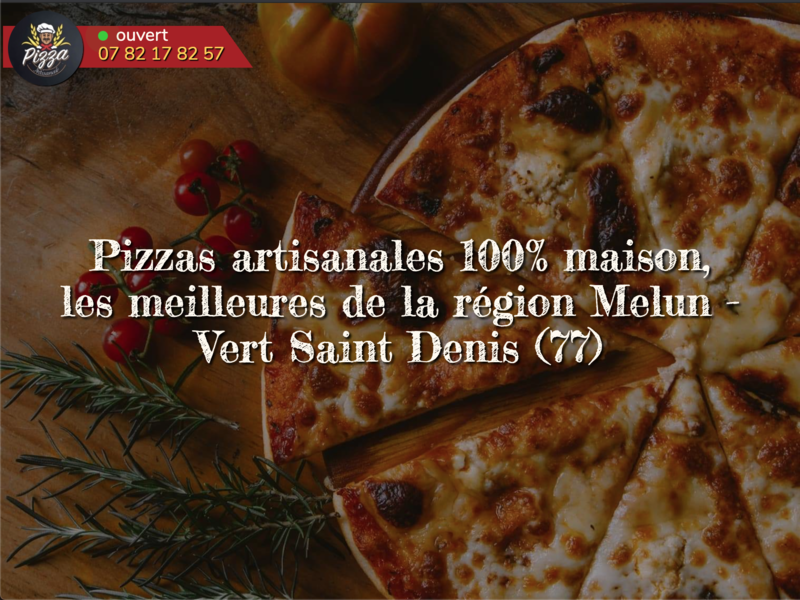 ouvert
07 82 17 82 57
Pizza
Pizzas artisanales 100% maison,
les meilleures de la région Melun -
Vert Saint Denis (77)